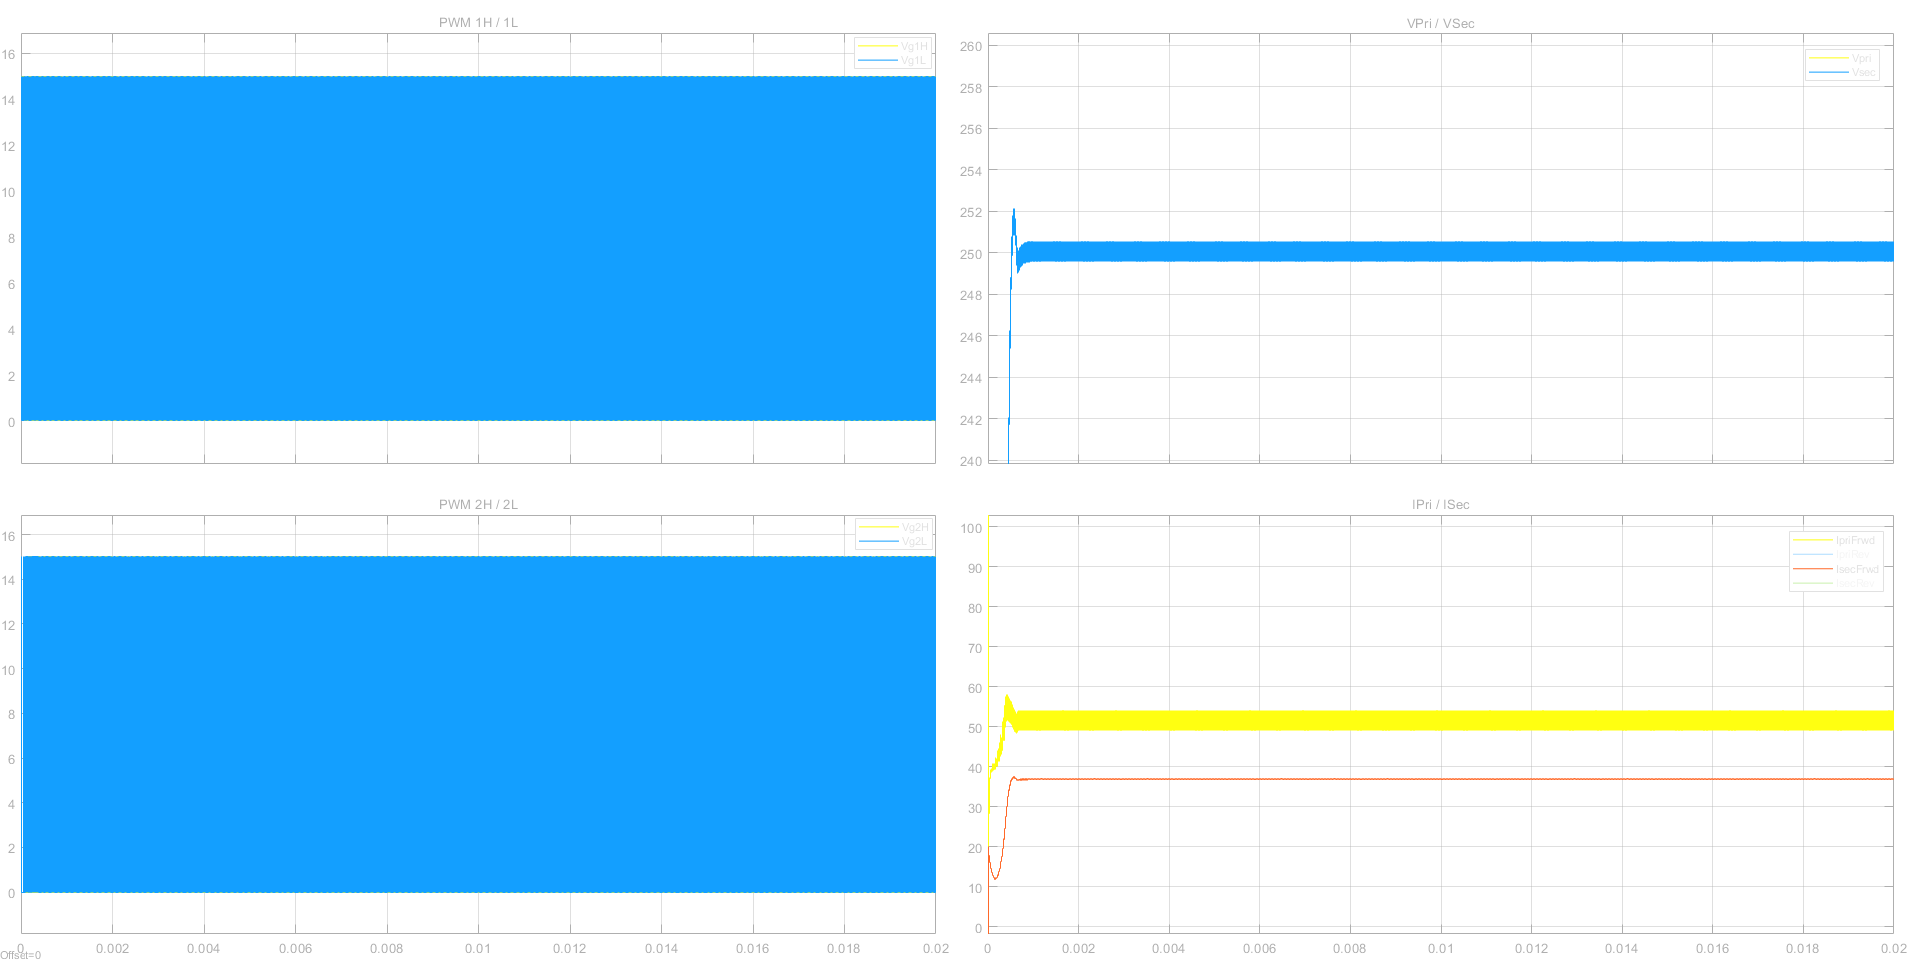 PWM 1H / 1L
Vg1H
Vg1L
16
14
12
10
8
6
4
2
0
VPri / VSec
Vpri
Vsec
260
258
256
254
252
250
248
246
244
242
240
PWM 2H / 2L
Vg2H
Vg2L
16
14
12
10
8
6
4
2
0
0 0.002 0.004 0.006 0.008 0.01 0.012 0.014 0.016 0.018 0.02
Offset=0
IPri / ISec
IpriFrwd
IsecFrwd
100
90
80
70
60
50
40
30
20
10
0
0 0.002 0.004 0.006 0.008 0.01 0.012 0.014 0.016 0.018 0.02